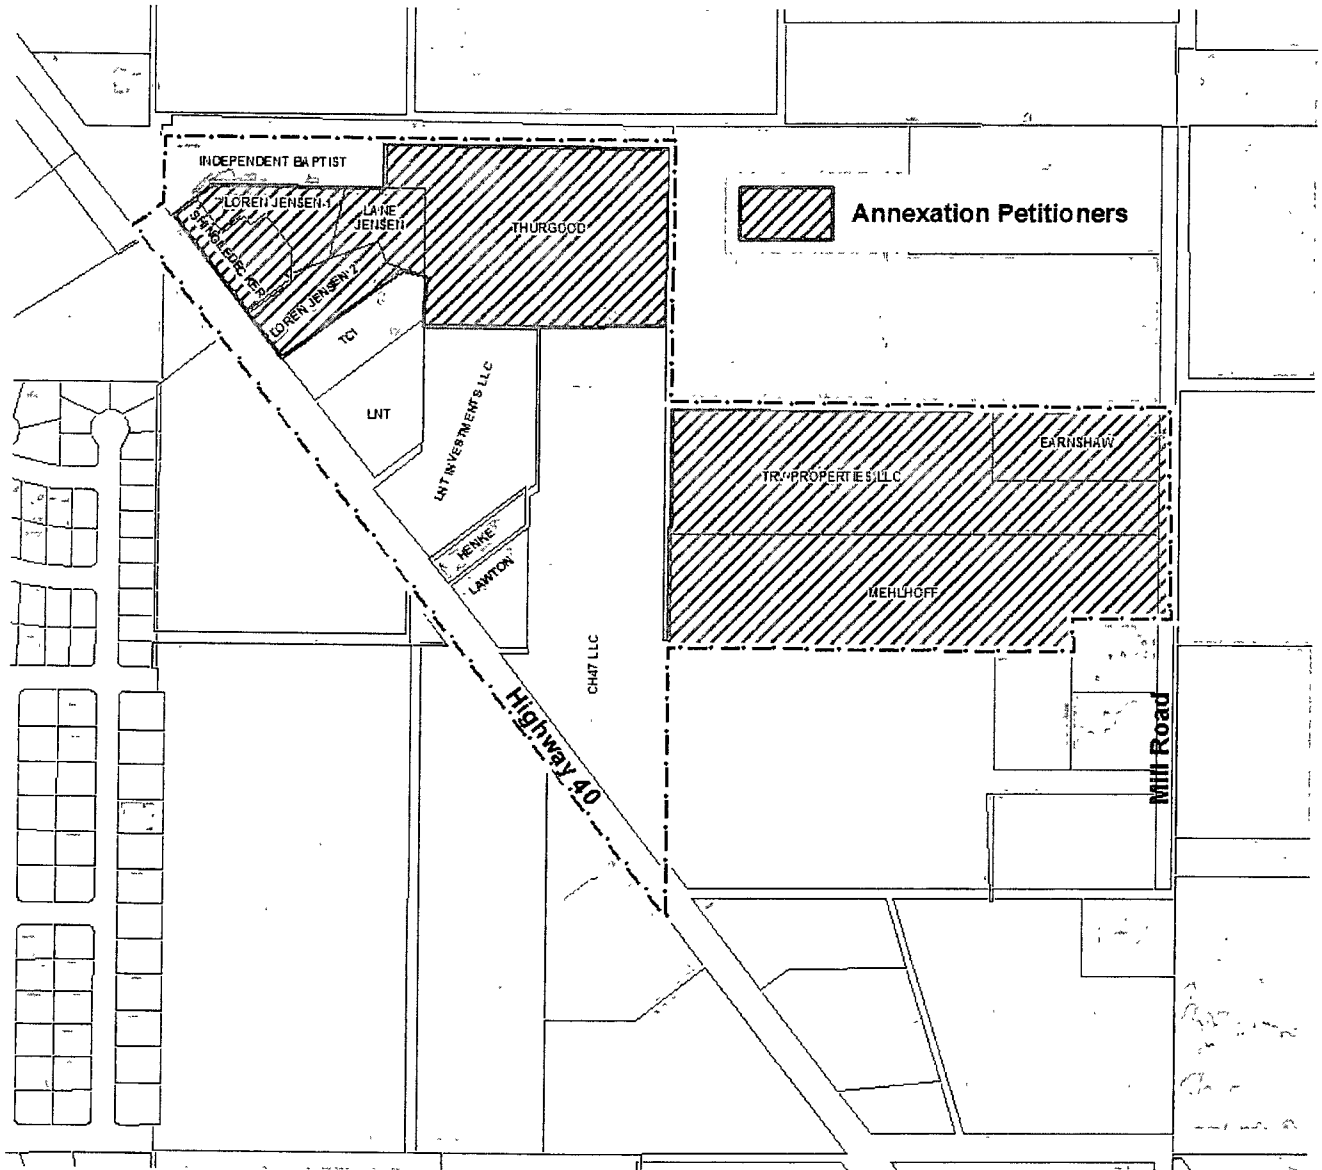 INDEPENDENT BAPTIST
LOREN JENSEN 1
LANE
JENSEN
THURGOOD
Annexation Petitioners
LOREN JENSEN 2
TCI
LNT
LNT INVESTMENTS LLC
EARNSHAW
PROPERTIES LLC
HENKE
LAWTON
MEHLHOFF
CH47 LLC
Highway 40
Mill Road